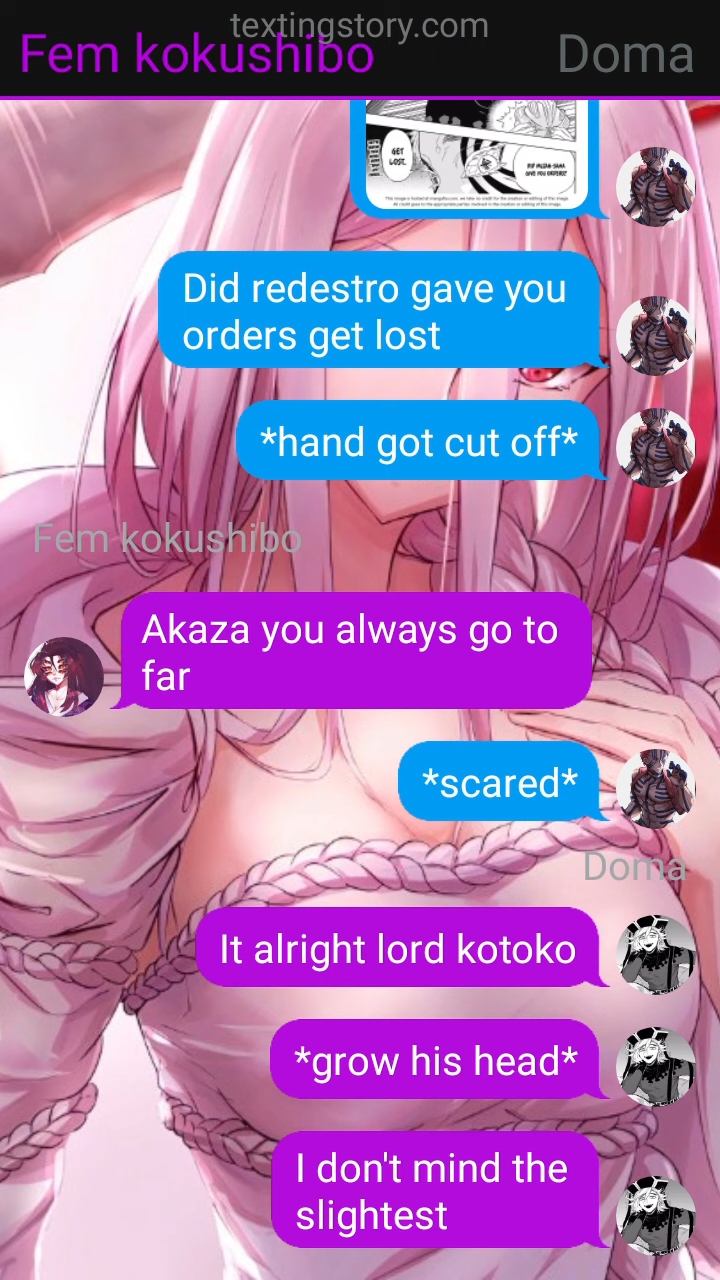 textingstory.com
Fem kokushibo
Doma
GET
LOST.
DID MUZAN-SAMA
GIVE YOU ORDERS?
Did redestro gave you
orders get lost
*hand got cut off*
Fem kokushibo
Akaza you always go to
far
*scared*
Doma
It alright lord kotoko
*grow his head*
I don't mind the
slightest